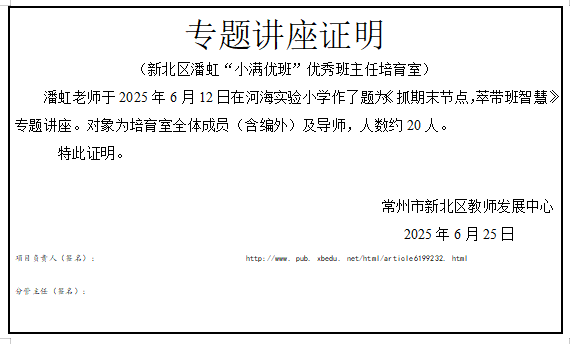 专题讲座证明
（新北区潘虹“小满优班”优秀班主任培育室）
潘虹老师于 2025 年 6 月 12 日在河海实验小学作了题为《抓期末节点，萃带班智慧》
专题讲座。对象为培育室全体成员（含编外）及导师，人数约 20 人。
特此证明。
常州市新北区教师发展中心
2025 年 6 月 25 日
项目负责人（签名）： http://www.pub.xbedu.net/html/article6199232.html
分管主任（签名）：